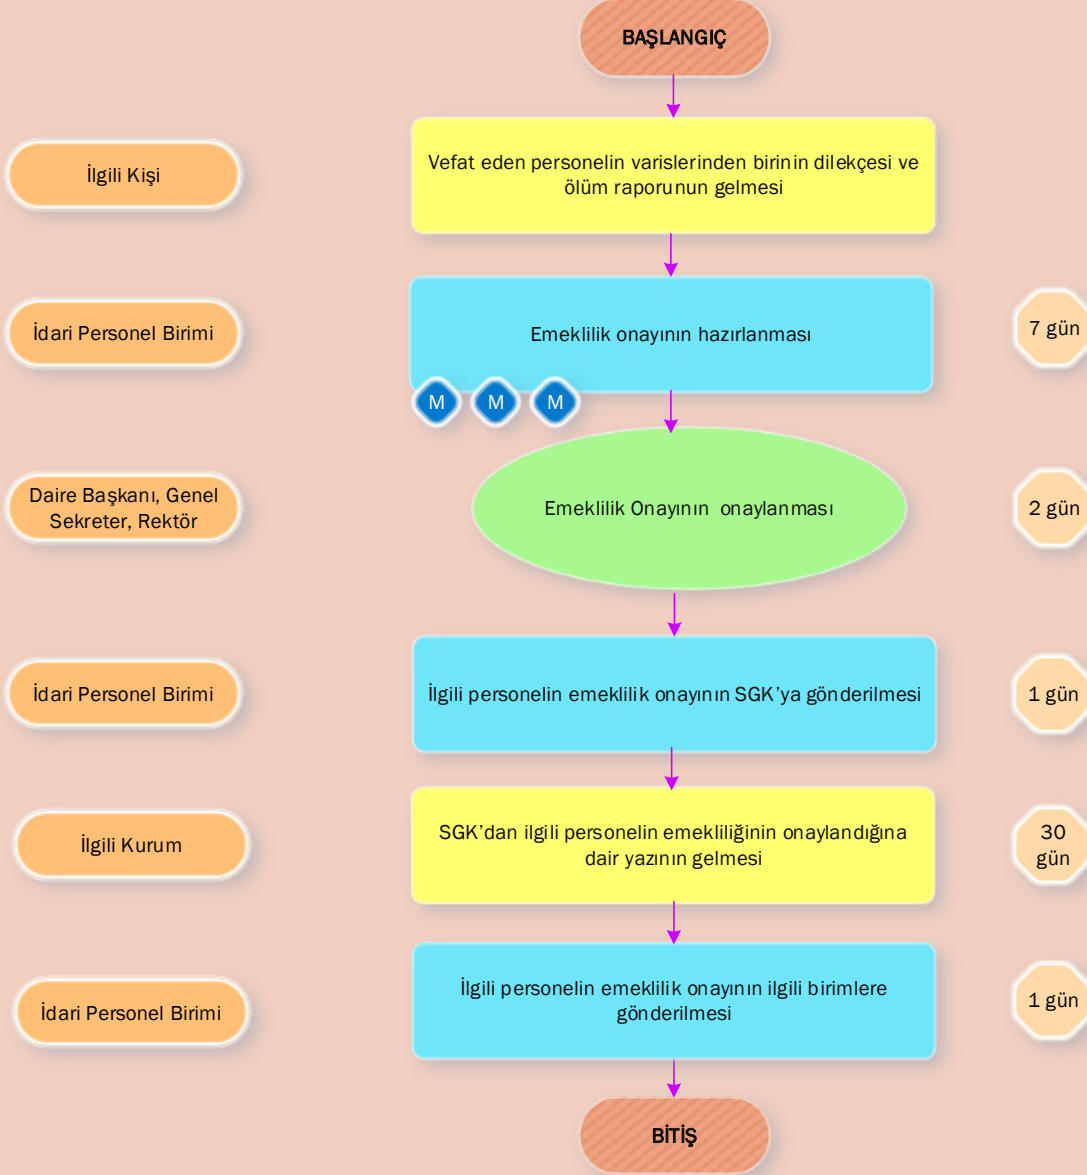 BAŞLANGIÇ
İlgili Kişi
Vefat eden personelin varislerinden birinin dilekçesi ve
ölüm raporunun gelmesi
İdari Personel Birimi
Emeklilik onayının hazırlanması
7 gün
M M M
Daire Başkanı, Genel
Sekreter, Rektör
Emeklilik Onayının onaylanması
2 gün
İdari Personel Birimi
İlgili personelin emeklilik onayının SGK’ya gönderilmesi
1 gün
İlgili Kurum
SGK’dan ilgili personelin emekliliğinin onaylandığına
dair yazının gelmesi
30
gün
İdari Personel Birimi
İlgili personelin emeklilik onayının ilgili birimlere
gönderilmesi
1 gün
BİTİŞ